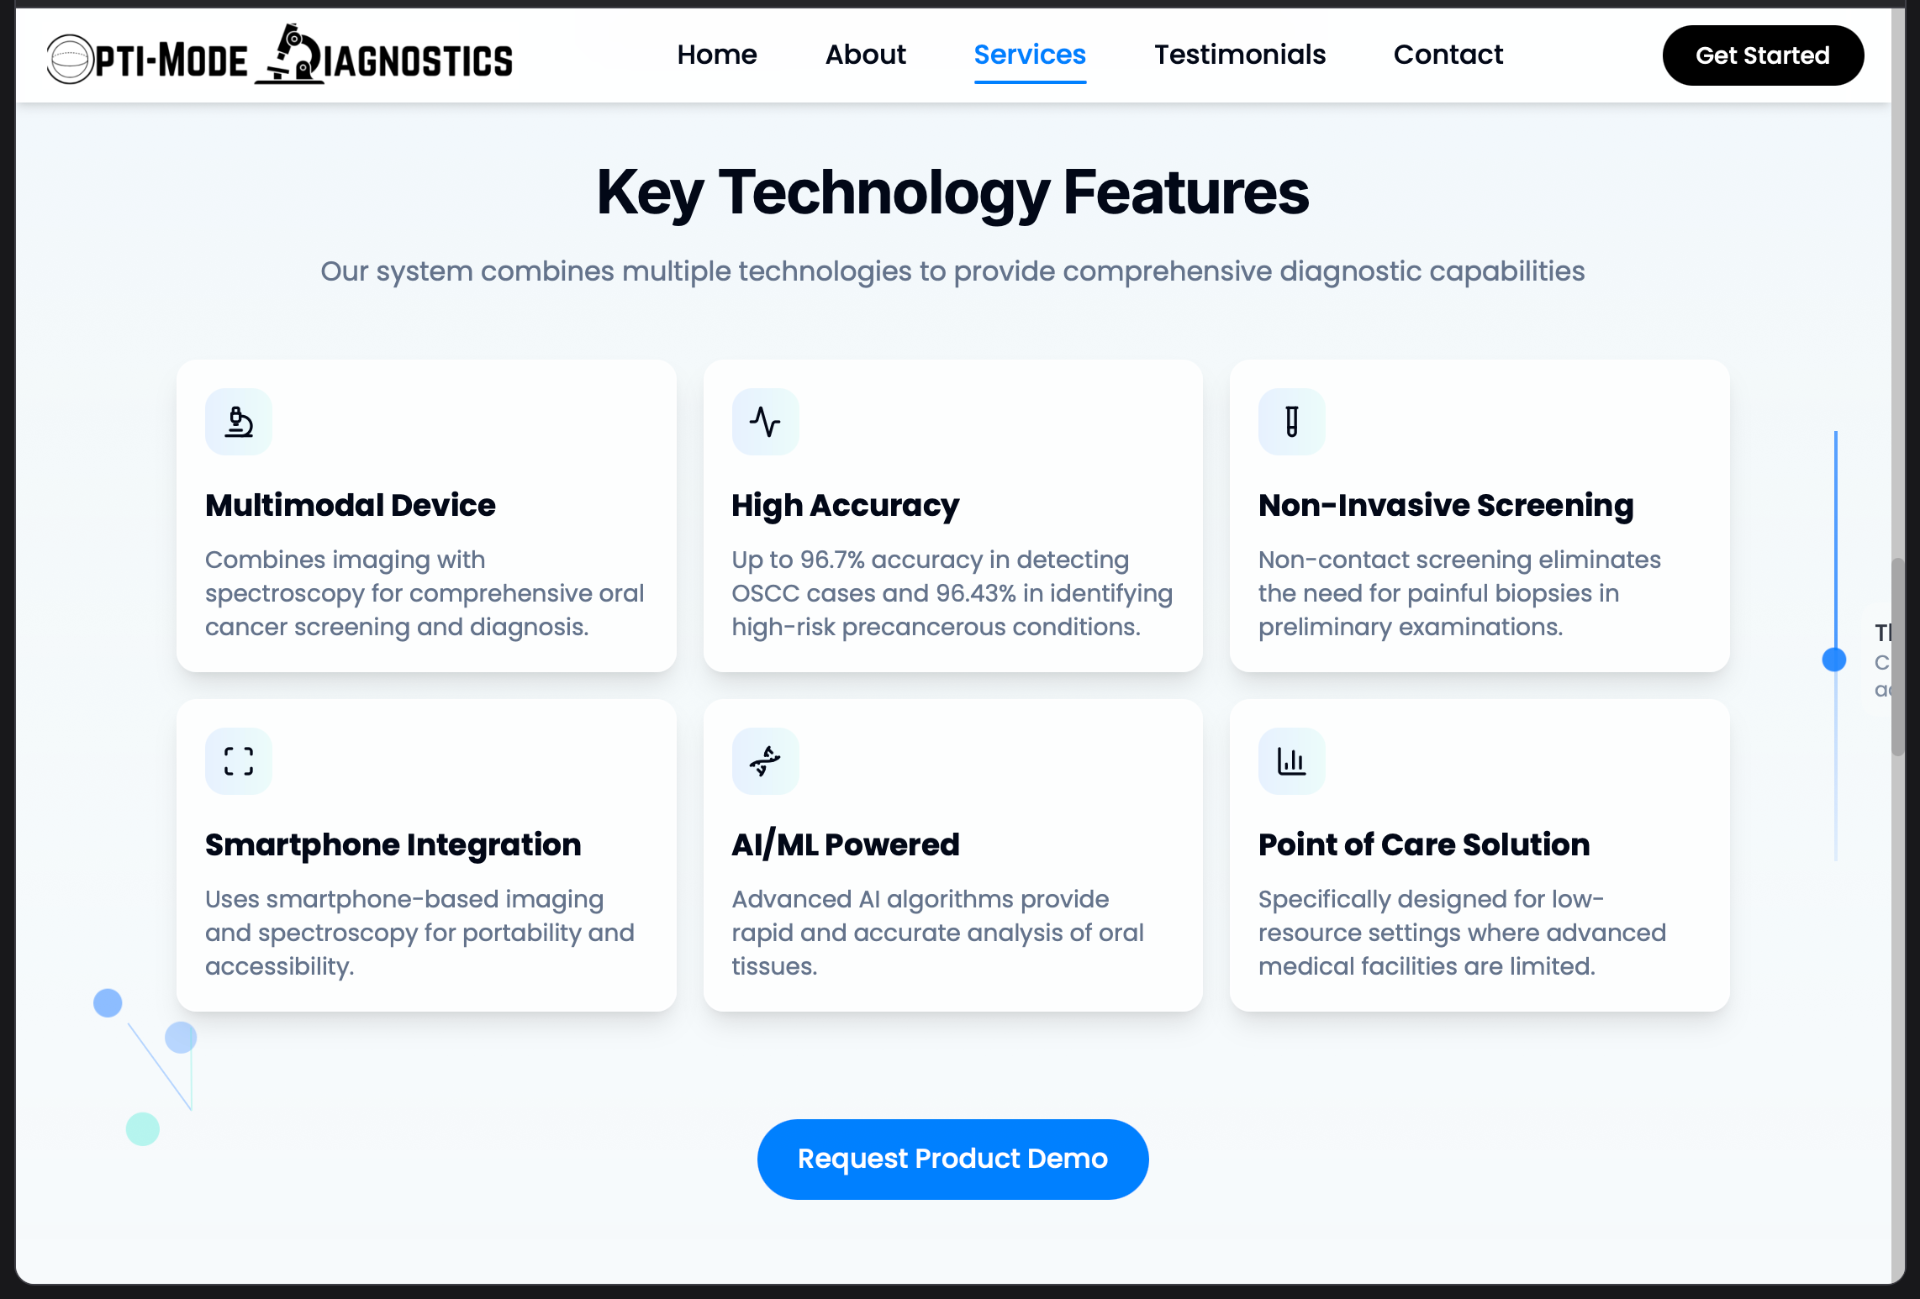 OPTI-MODE DIAGNOSTICS
Home
About
Services
Testimonials
Contact
Get Started
Key Technology Features
Our system combines multiple technologies to provide comprehensive diagnostic capabilities
Multimodal Device
Combines imaging with
spectroscopy for comprehensive oral
cancer screening and diagnosis.
High Accuracy
Up to 96.7% accuracy in detecting
OSCC cases and 96.43% in identifying
high-risk precancerous conditions.
Non-Invasive Screening
Non-contact screening eliminates
the need for painful biopsies in
preliminary examinations.
Smartphone Integration
Uses smartphone-based imaging
and spectroscopy for portability and
accessibility.
AI/ML Powered
Advanced AI algorithms provide
rapid and accurate analysis of oral
tissues.
Point of Care Solution
Specifically designed for low-
resource settings where advanced
medical facilities are limited.
Request Product Demo